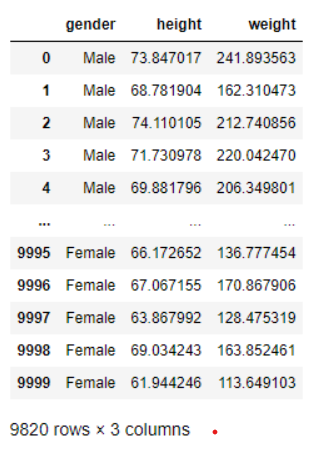 gender height weight
0 Male 73.847017 241.893563
1 Male 68.781904 162.310473
2 Male 74.110105 212.740856
3 Male 71.730978 220.042470
4 Male 69.881796 206.349801
... ... ... ...
9995 Female 66.172652 136.777454
9996 Female 67.067155 170.867906
9997 Female 63.867992 128.475319
9998 Female 69.034243 163.852461
9999 Female 61.944246 113.649103
9820 rows × 3 columns